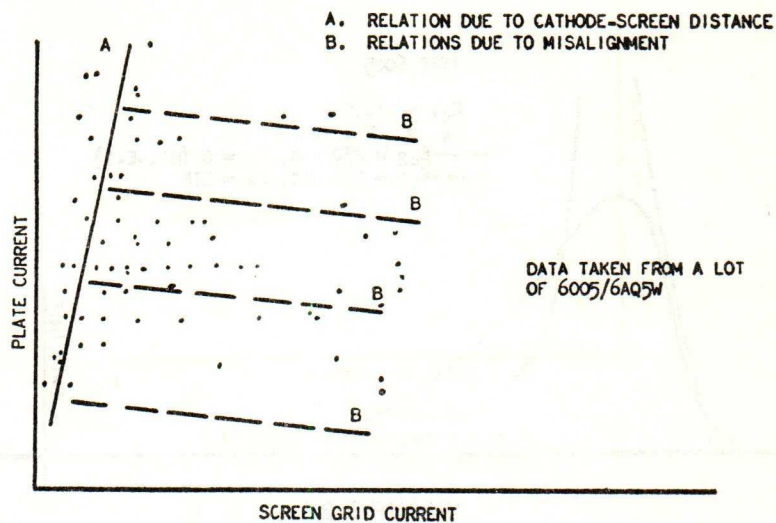 A. RELATION DUE TO CATHODE-SCREEN DISTANCE
B. RELATIONS DUE TO MISALIGNMENT
A
B
B
B
B
PLATE CURRENT
DATA TAKEN FROM A LOT
OF 6005/6AQ5W
SCREEN GRID CURRENT